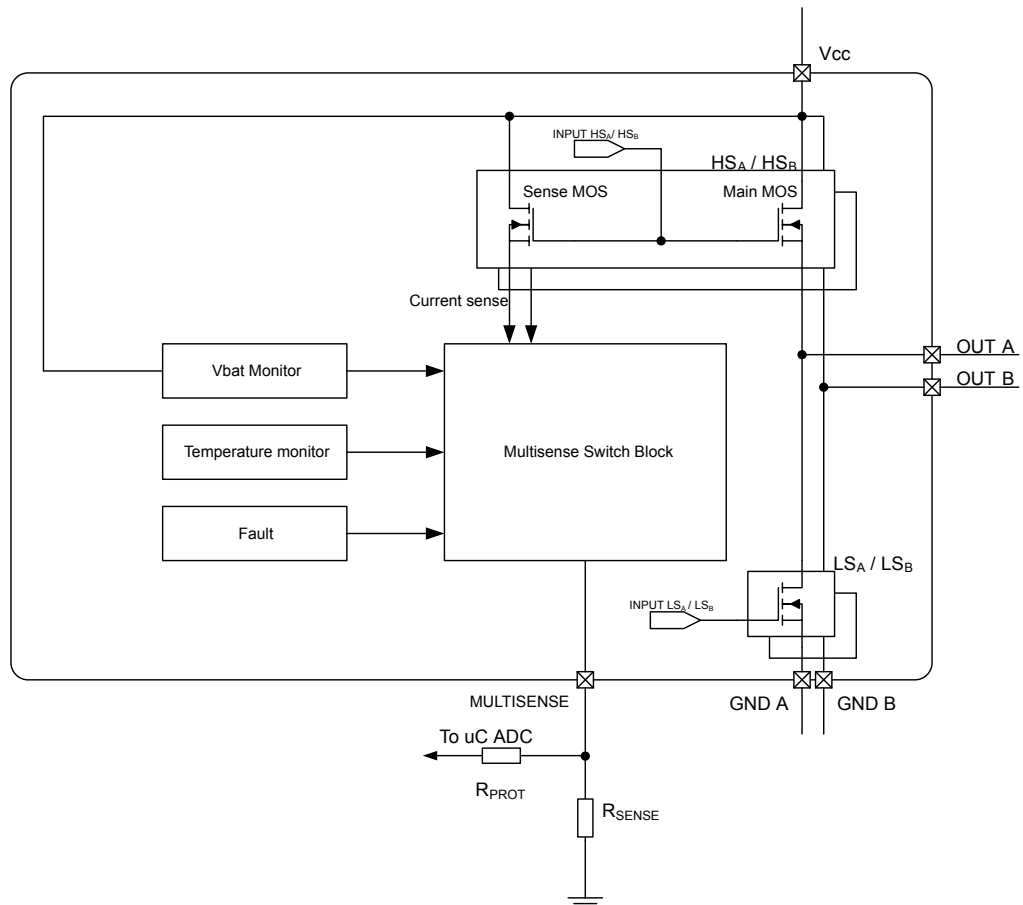 Vcc
INPUT HSA/ HSB
HSA / HSB
Sense MOS
Main MOS
Current sense
OUT A
Vbat Monitor
OUT B
Temperature monitor
Multisense Switch Block
Fault
LSA / LSB
INPUT LSA / LSB
MULTISENSE
GND A
GND B
To uC ADC
RPROT
RSENSE